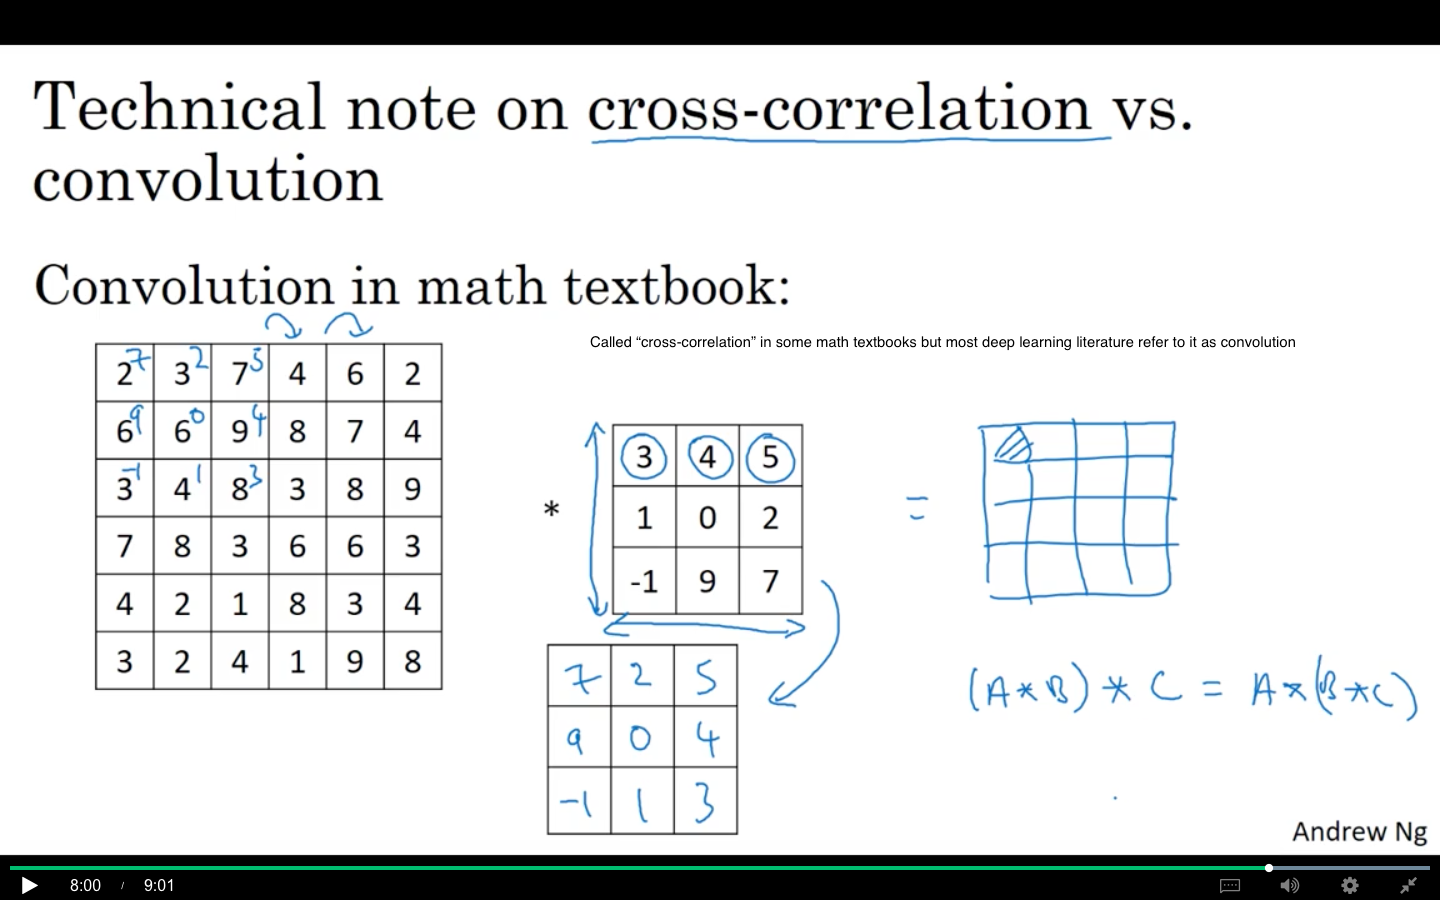 Technical note on cross-correlation vs.
convolution
Convolution in math textbook:
Called “cross-correlation” in some math textbooks but most deep learning literature refer to it as convolution
2 7 3 2 7 5 4 6 2
6 9 6 0 9 4 8 7 4
3 -1 4 1 8 3 3 8 9
7 8 3 6 6 3
4 2 1 8 3 4
3 2 4 1 9 8
*
3 4 5
1 0 2
-1 9 7
=
7 2 5
9 0 4
-1 1 3
(A * B) * C = A * (B * C)
Andrew Ng
8:00 / 9:01